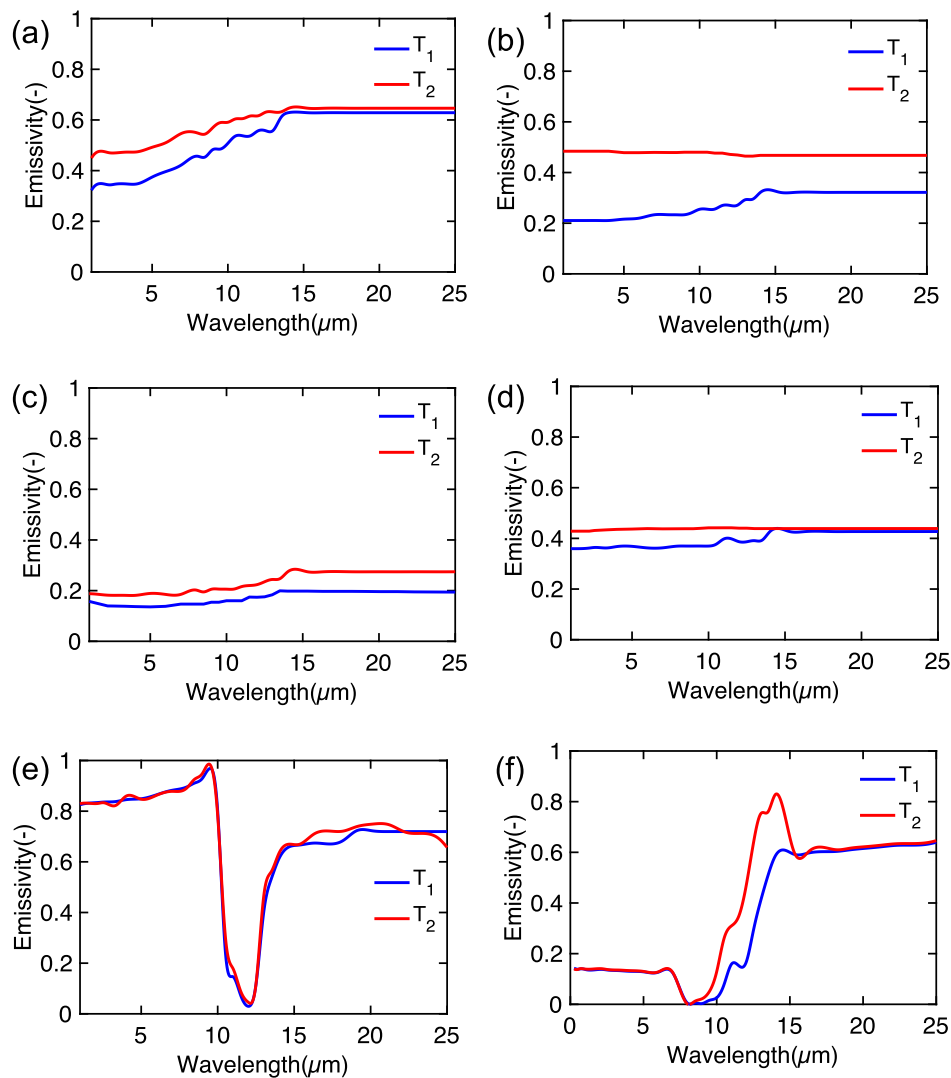 (a)
1
0.8
0.6
0.4
0.2
0
Emissivity(-)
T1
T2
5 10 15 20 25
Wavelength(µm)
(b)
1
0.8
0.6
0.4
0.2
0
Emissivity(-)
T1
T2
5 10 15 20 25
Wavelength(µm)
(c)
1
0.8
0.6
0.4
0.2
0
Emissivity(-)
T1
T2
5 10 15 20 25
Wavelength(µm)
(d)
1
0.8
0.6
0.4
0.2
0
Emissivity(-)
T1
T2
5 10 15 20 25
Wavelength(µm)
(e)
1
0.8
0.6
0.4
0.2
0
Emissivity(-)
T1
T2
5 10 15 20 25
Wavelength(µm)
(f)
1
0.8
0.6
0.4
0.2
0
Emissivity(-)
T1
T2
0 5 10 15 20 25
Wavelength(µm)